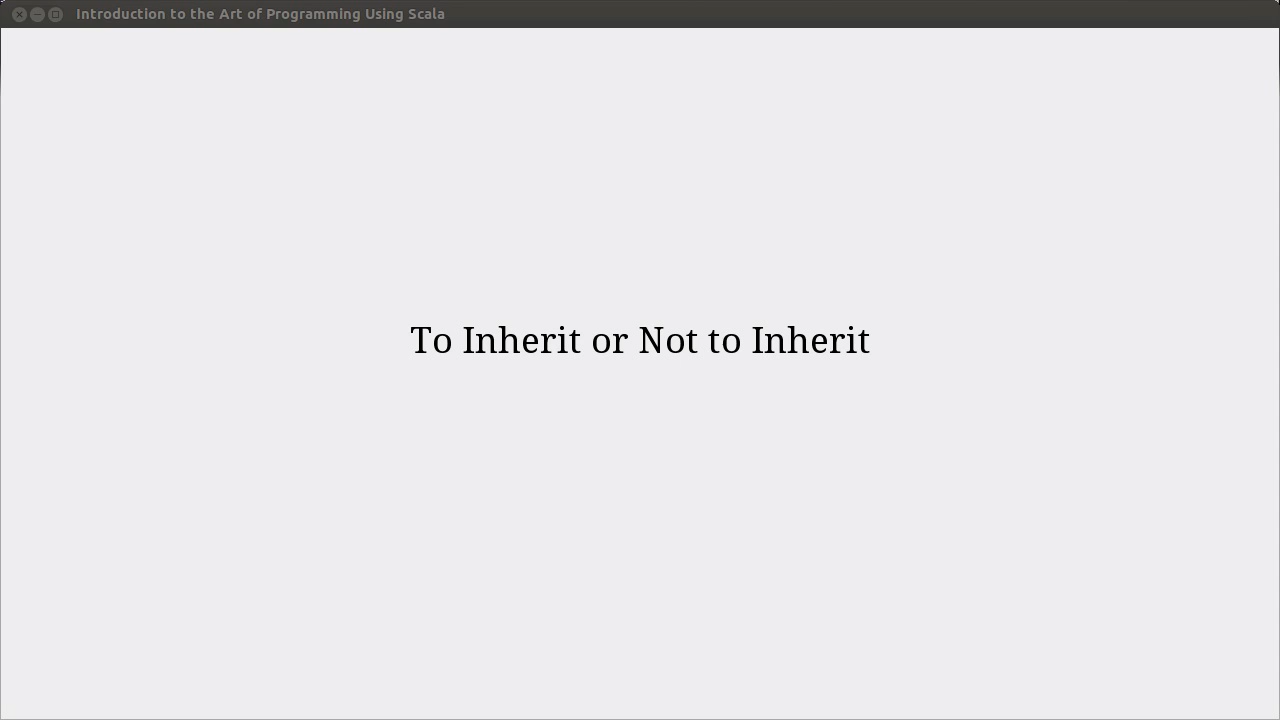 Introduction to the Art of Programming Using Scala
To Inherit or Not to Inherit